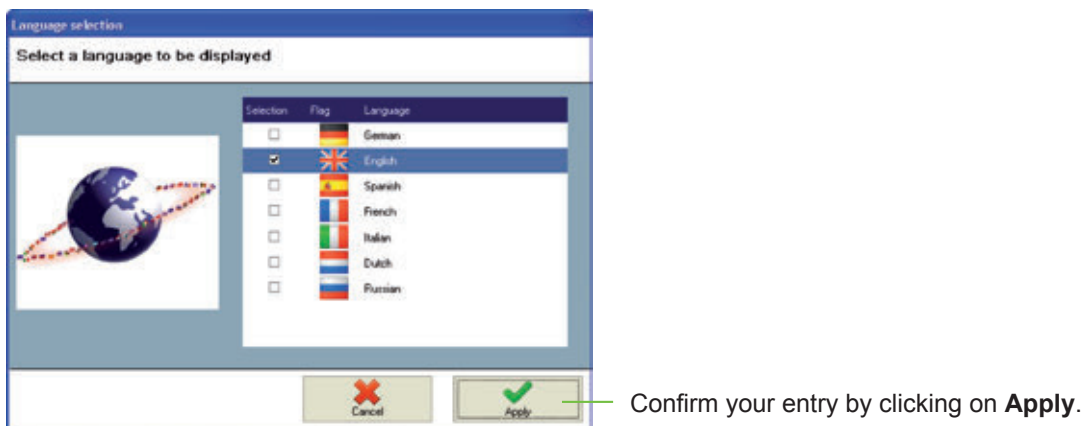 Language selection
Select a language to be displayed
Selection Flag Language
German
English
Spanish
French
Italian
Dutch
Russian
Cancel
Apply
Confirm your entry by clicking on Apply.